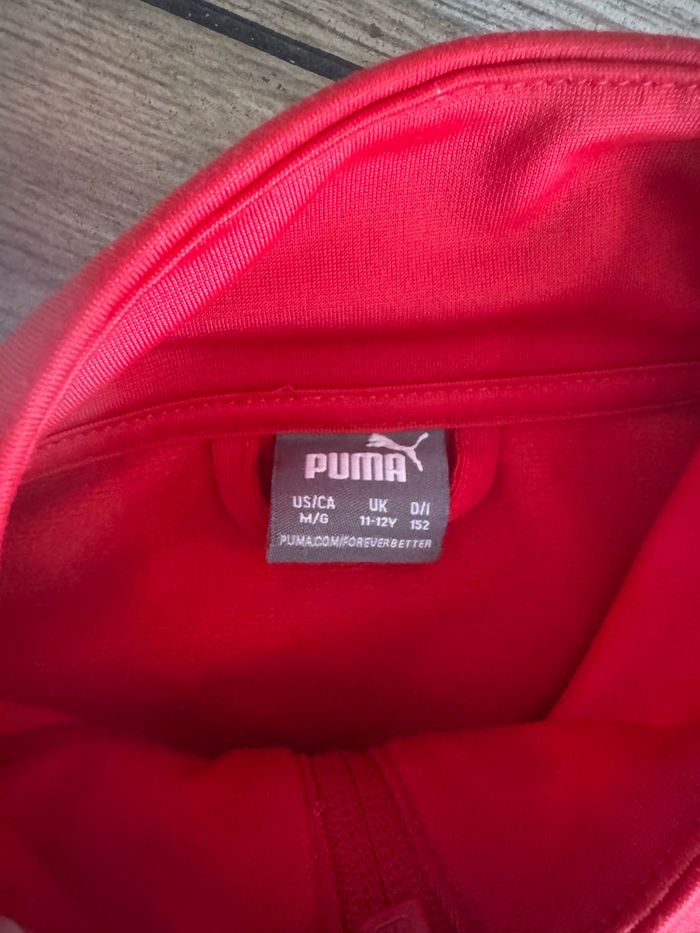 PUMA
US/CA UK D/I
M/G 11-12Y 152
PUMA.COM/FOREVERBETTER